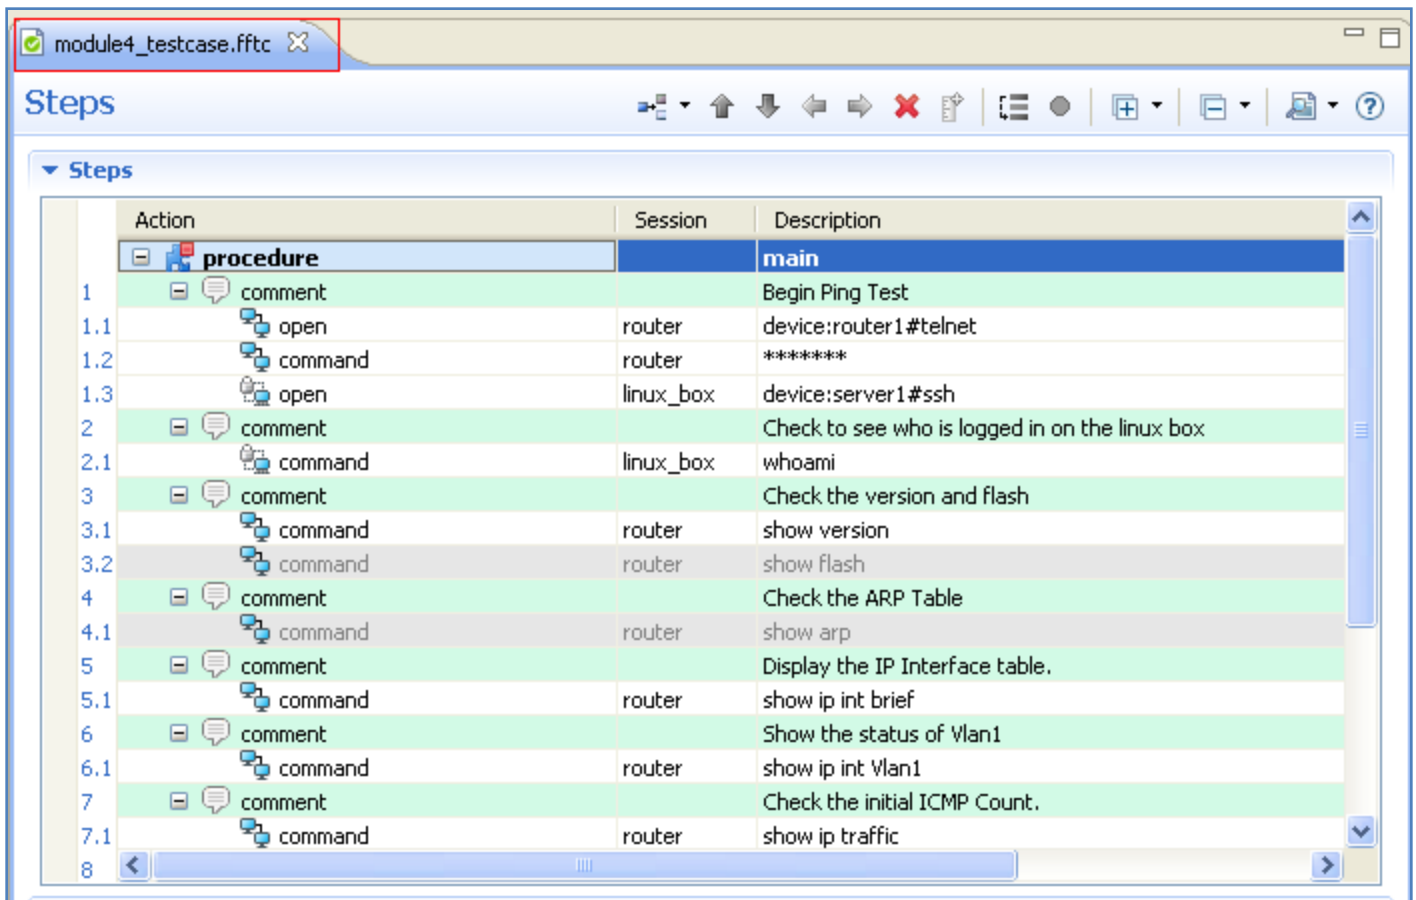 module4_testcase.fftc
Steps
Steps
Action Session Description
procedure main
1 comment Begin Ping Test
1.1 open router device:router1#telnet
1.2 command router *******
1.3 open linux_box device:server1#ssh
2 comment Check to see who is logged in on the linux box
2.1 command linux_box whoami
3 comment Check the version and flash
3.1 command router show version
3.2 command router show flash
4 comment Check the ARP Table
4.1 command router show arp
5 comment Display the IP Interface table.
5.1 command router show ip int brief
6 comment Show the status of Vlan1
6.1 command router show ip int Vlan1
7 comment Check the initial ICMP Count.
7.1 command router show ip traffic
8